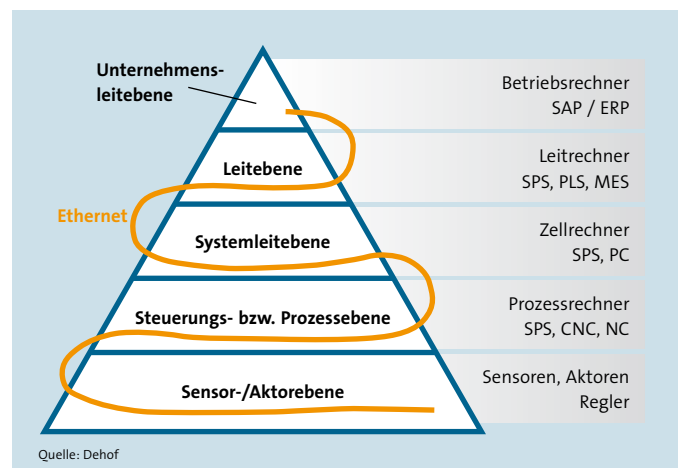 Unternehmens-
leitebene
Betriebsrechner
SAP / ERP
Leitebene
Leitrechner
SPS, PLS, MES
Ethernet
Systemleitebene
Zellrechner
SPS, PC
Steuerungs- bzw. Prozessebene
Prozessrechner
SPS, CNC, NC
Sensor-/Aktorebene
Sensoren, Aktoren
Regler
Quelle: Dehof